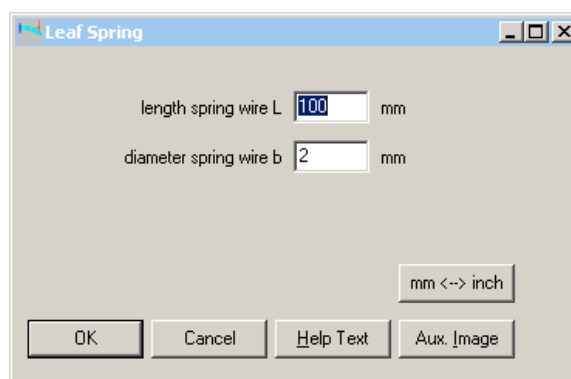 Leaf Spring
length spring wire L 100 mm
diameter spring wire b 2 mm
mm <--> inch
OK Cancel Help Text Aux. Image